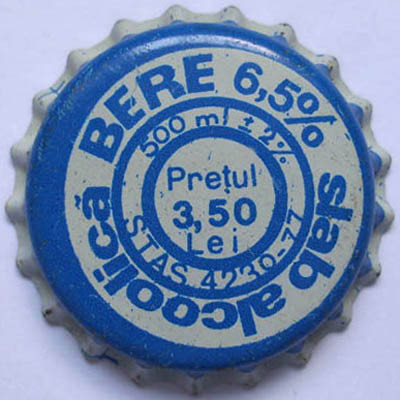 BERE 6,5%
slab alcoolică
500 ml ± 2%
STAS 4230-77
Prețul
3,50
Lei